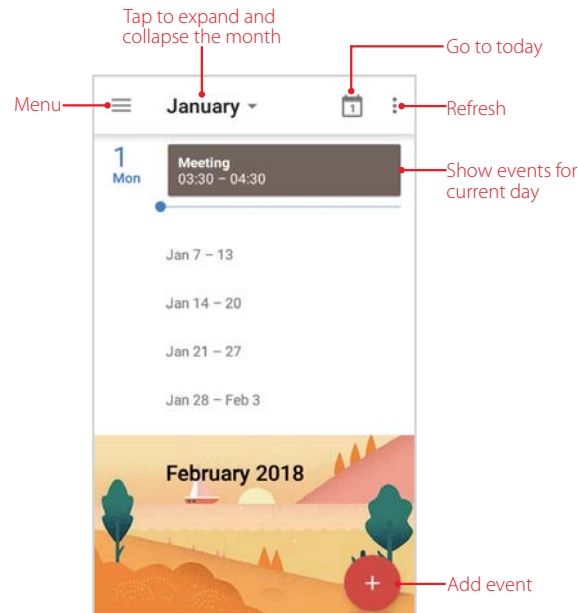 Tap to expand and
collapse the month
Go to today
Menu
January
1
Refresh
1
Mon
Meeting
03:30 – 04:30
Show events for
current day
Jan 7 – 13
Jan 14 – 20
Jan 21 – 27
Jan 28 – Feb 3
February 2018
+
Add event